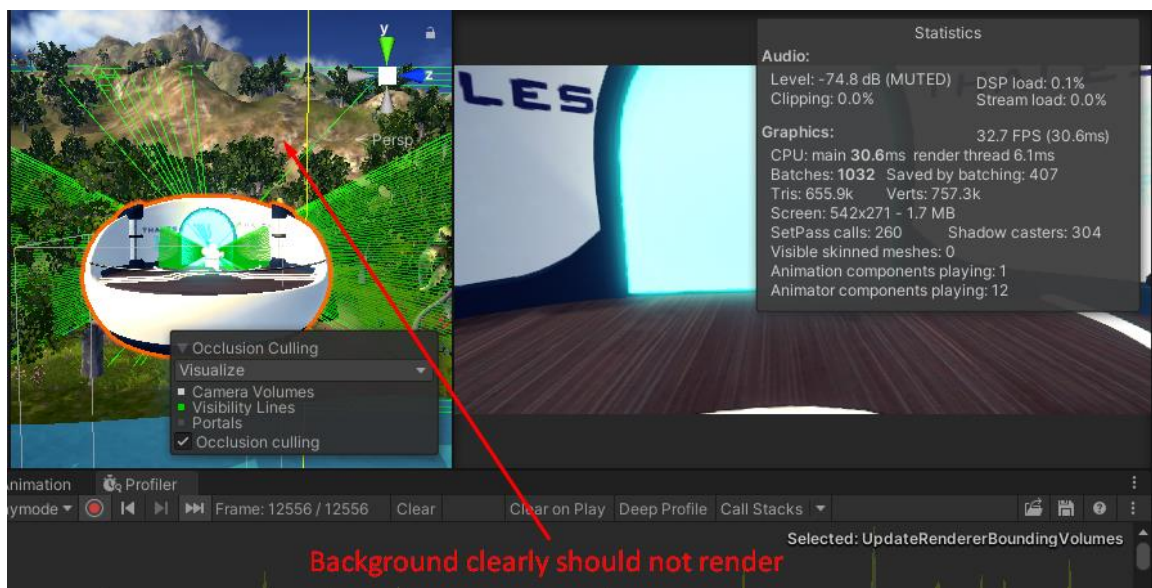 y
z
Persp
THALES
LES
Statistics
Audio:
Level: -74.8 dB (MUTED) DSP load: 0.1%
Clipping: 0.0% Stream load: 0.0%
Graphics: 32.7 FPS (30.6ms)
CPU: main 30.6ms render thread 6.1ms
Batches: 1032 Saved by batching: 407
Tris: 655.9k Verts: 757.3k
Screen: 542x271 - 1.7 MB
SetPass calls: 260 Shadow casters: 304
Visible skinned meshes: 0
Animation components playing: 1
Animator components playing: 12
Occlusion Culling
Visualize
Camera Volumes
Visibility Lines
Portals
Occlusion culling
nimation Profiler
ymode Frame: 12556 / 12556 Clear Clear on Play Deep Profile Call Stacks
Selected: UpdateRendererBoundingVolumes
Background clearly should not render